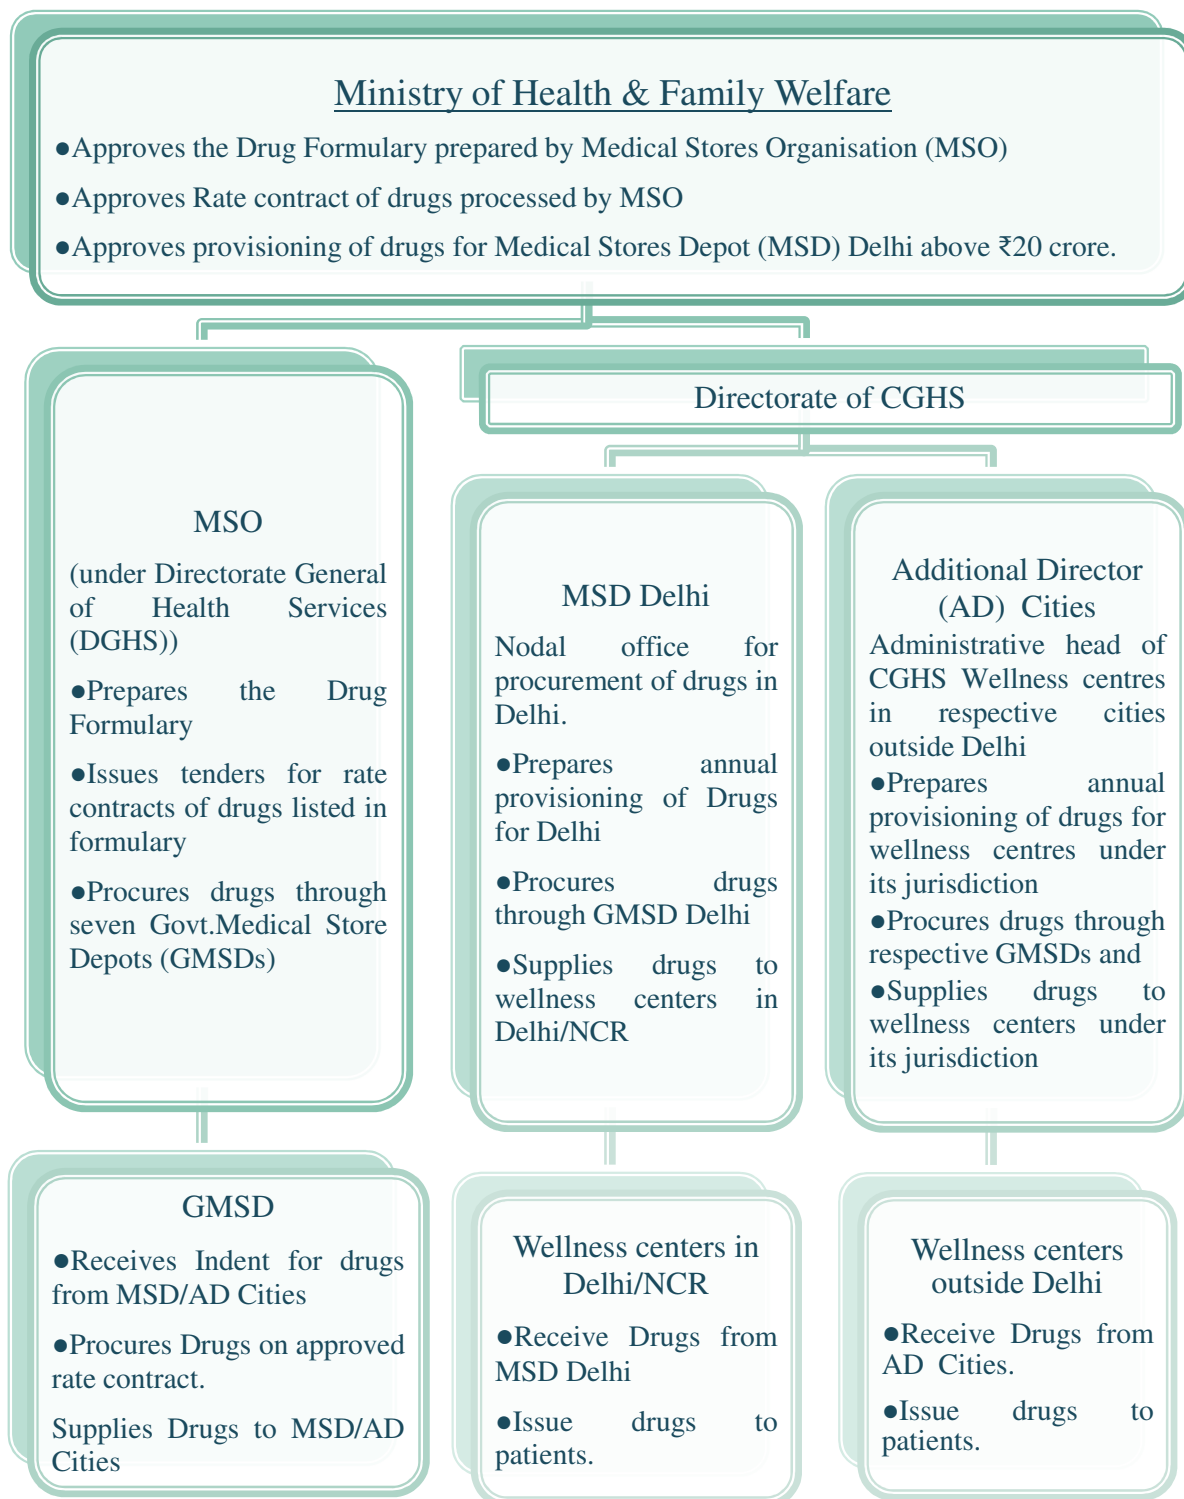 Ministry of Health & Family Welfare
●Approves the Drug Formulary prepared by Medical Stores Organisation (MSO)
●Approves Rate contract of drugs processed by MSO
●Approves provisioning of drugs for Medical Stores Depot (MSD) Delhi above ₹20 crore.
MSO
(under Directorate General
of Health Services
(DGHS))
●Prepares the Drug
Formulary
●Issues tenders for rate
contracts of drugs listed in
formulary
●Procures drugs through
seven Govt.Medical Store
Depots (GMSDs)
GMSD
●Receives Indent for drugs
from MSD/AD Cities
●Procures Drugs on approved
rate contract.
Supplies Drugs to MSD/AD
Cities
Directorate of CGHS
MSD Delhi
Nodal office for
procurement of drugs in
Delhi.
●Prepares annual
provisioning of Drugs
for Delhi
●Procures drugs
through GMSD Delhi
●Supplies drugs to
wellness centers in
Delhi/NCR
Wellness centers in
Delhi/NCR
●Receive Drugs from
MSD Delhi
●Issue drugs to
patients.
Additional Director
(AD) Cities
Administrative head of
CGHS Wellness centres
in respective cities
outside Delhi
●Prepares annual
provisioning of drugs for
wellness centres under
its jurisdiction
●Procures drugs through
respective GMSDs and
●Supplies drugs to
wellness centers under
its jurisdiction
Wellness centers
outside Delhi
●Receive Drugs from
AD Cities.
●Issue drugs to
patients.